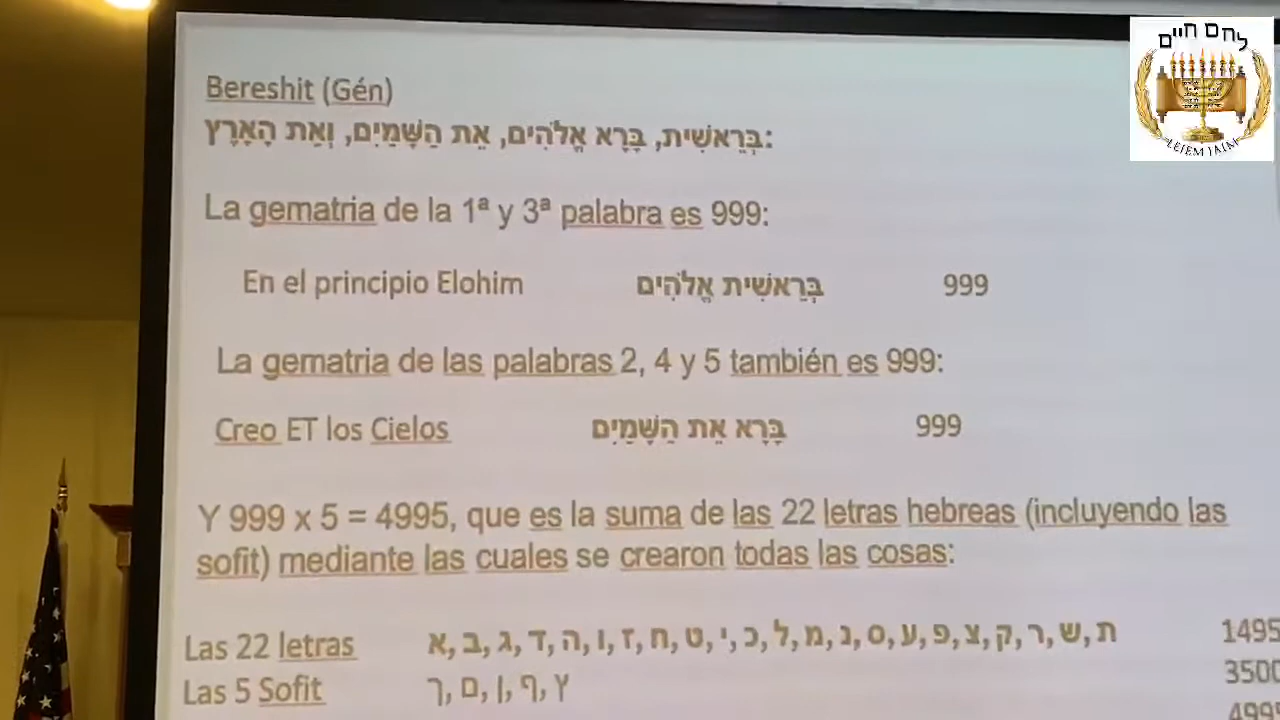 לחם חיים
LEJEM JAIM
Bereshit (Gén)
בְּרֵאשִׁית, בָּרָא אֱלֹהִים, אֵת הַשָּׁמַיִם, וְאֵת הָאָרֶץ:
La gematria de la 1ª y 3ª palabra es 999:
En el principio Elohim בְּרֵאשִׁית אֱלֹהִים 999
La gematria de las palabras 2, 4 y 5 también es 999:
Creo ET los Cielos בָּרָא אֵת הַשָּׁמַיִם 999
Y 999 x 5 = 4995, que es la suma de las 22 letras hebreas (incluyendo las
sofit) mediante las cuales se crearon todas las cosas:
Las 22 letras א, ב, ג, ד, ה, ו, ז, ח, ט, י, כ, ל, מ, נ, ס, ע, פ, צ, ק, ר, ש, ת 1495
Las 5 Sofit ך, ם, ן, ף, ץ 3500
4995